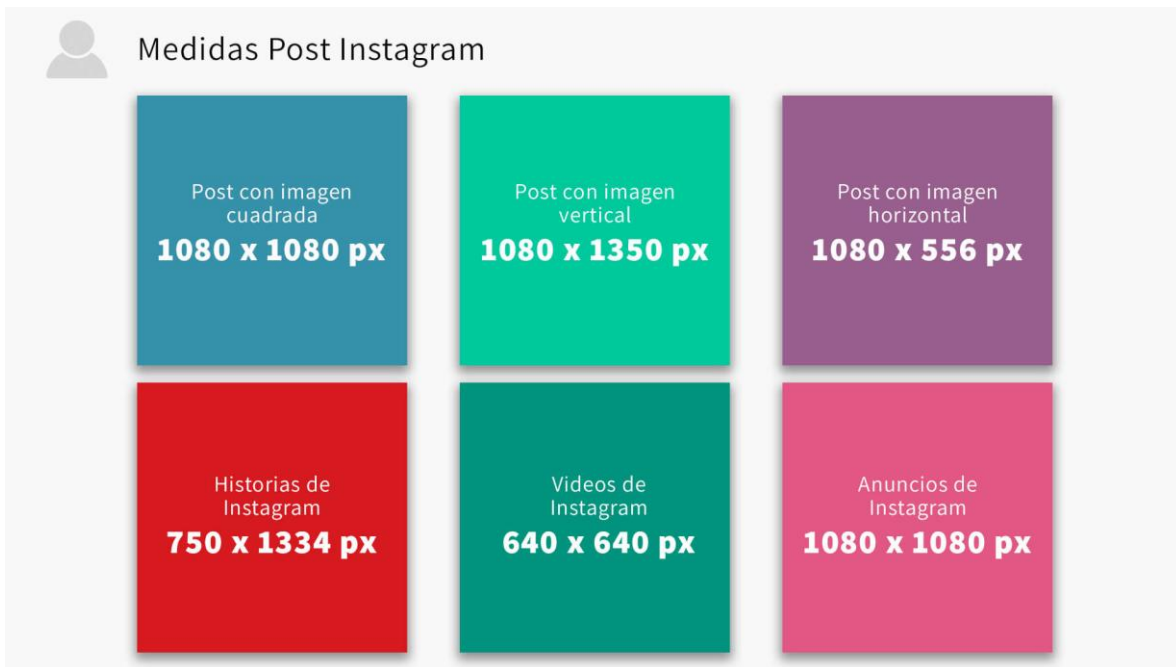 Medidas Post Instagram
Post con imagen
cuadrada
1080 x 1080 px
Post con imagen
vertical
1080 x 1350 px
Post con imagen
horizontal
1080 x 556 px
Historias de
Instagram
750 x 1334 px
Videos de
Instagram
640 x 640 px
Anuncios de
Instagram
1080 x 1080 px